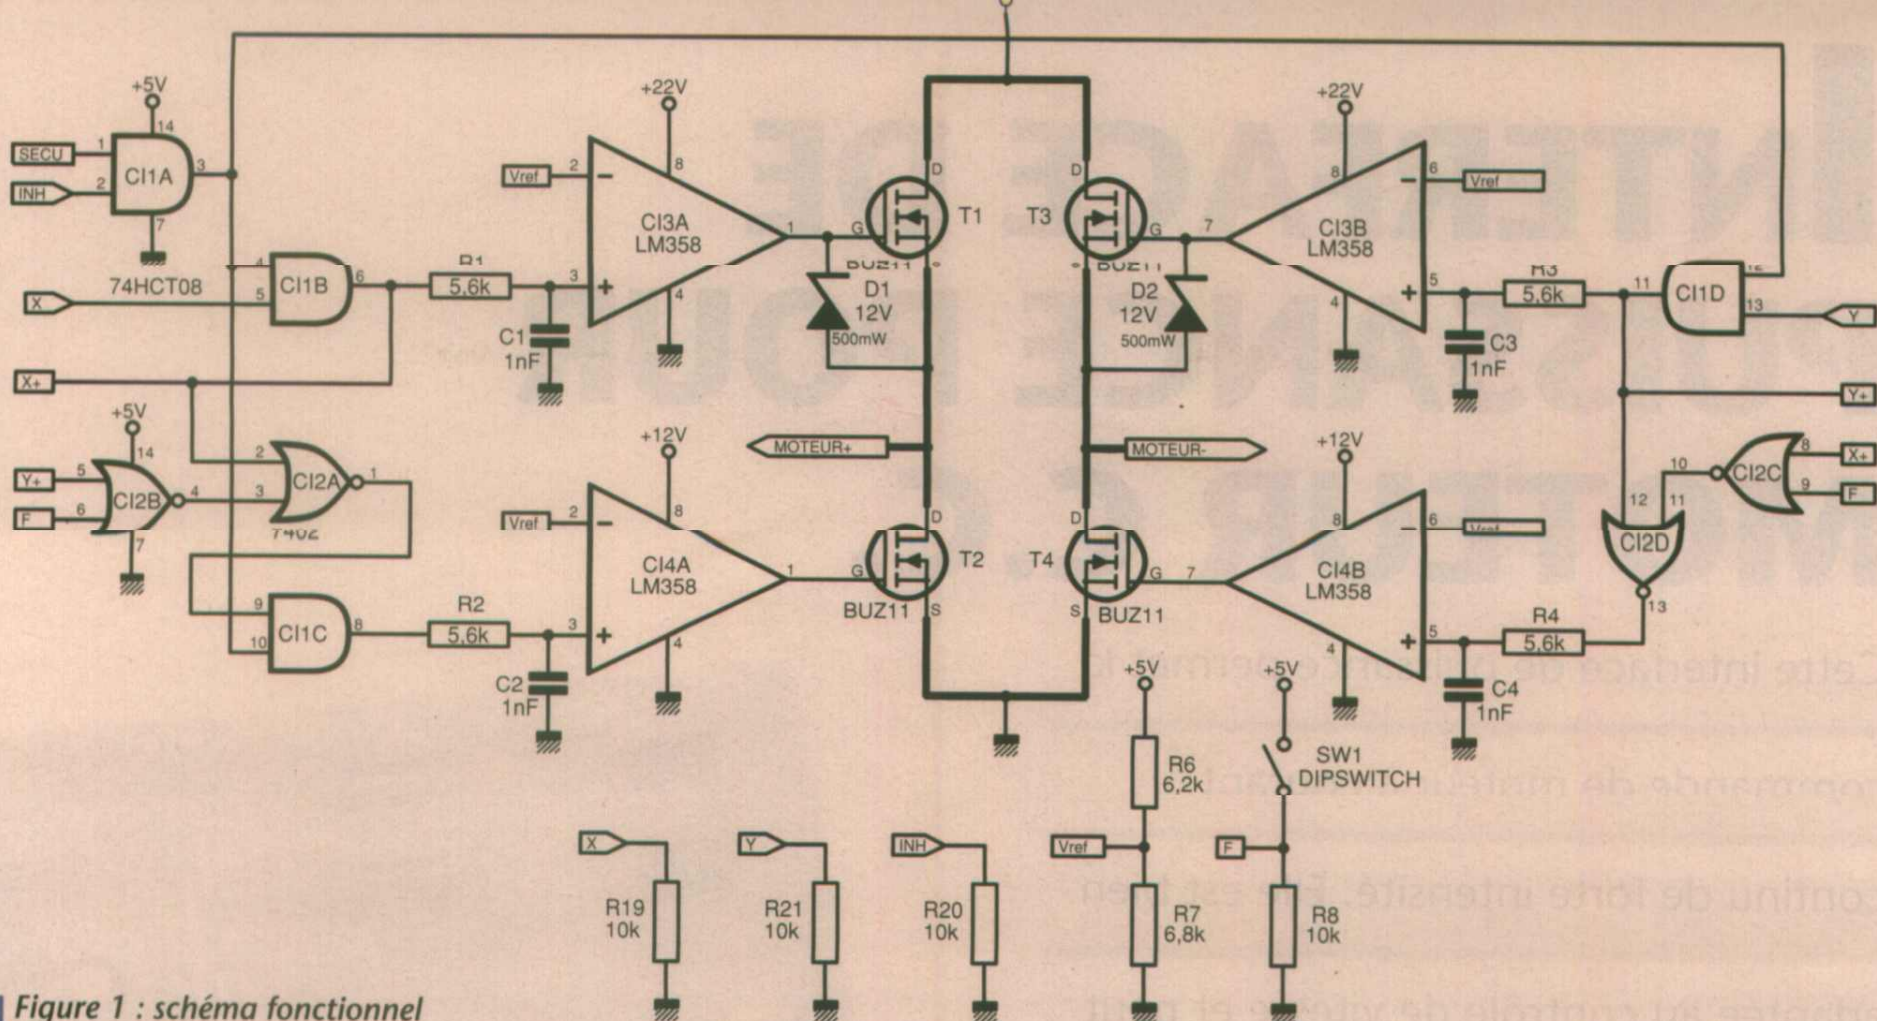 +5V
14
SECU
1
INH
2
CI1A
3
7
74HCT08
X
4
5
CI1B
6
R1
5,6k
C1
1nF
Vref
2
3
+22V
8
CI3A
LM358
4
1
G
D
T1
BUZ11
D1
12V
500mW
D
T3
G
7
BUZ11
D2
12V
500mW
+22V
8
CI3B
LM358
4
6
Vref
5
R3
5,6k
C3
1nF
11
CI1D
12
13
Y
X+
Y+
+5V
14
Y+
5
F
6
CI2B
4
7
2
3
CI2A
1
7402
9
10
CI1C
8
R2
5,6k
C2
1nF
Vref
2
3
+12V
8
CI4A
LM358
4
1
MOTEUR+
MOTEUR-
G
D
S
T2
BUZ11
D
S
T4
G
7
BUZ11
+12V
8
CI4B
LM358
4
6
Vref
5
R4
5,6k
C4
1nF
10
CI2C
8
X+
9
F
12
11
CI2D
13
+5V
R6
6,2k
Vref
R7
6,8k
+5V
SW1
DIPSWITCH
F
R8
10k
X
R19
10k
Y
R21
10k
INH
R20
10k
Figure 1 : schéma fonctionnel